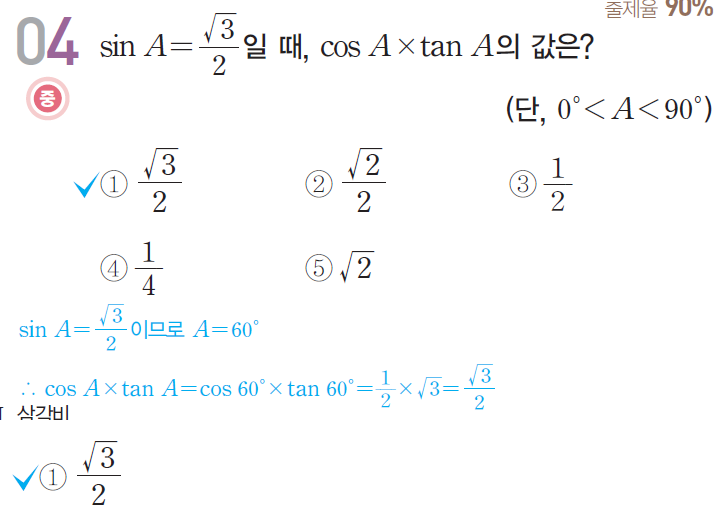 출제율 90%
04 sin A=√3/2일 때, cos A×tan A의 값은?
중
(단, 0°<A<90°)
① √3/2 ② √2/2 ③ 1/2
④ 1/4 ⑤ √2
sin A=√3/2이므로 A=60°
∴ cos A×tan A=cos 60°×tan 60°=1/2×√3=√3/2
삼각비
① √3/2